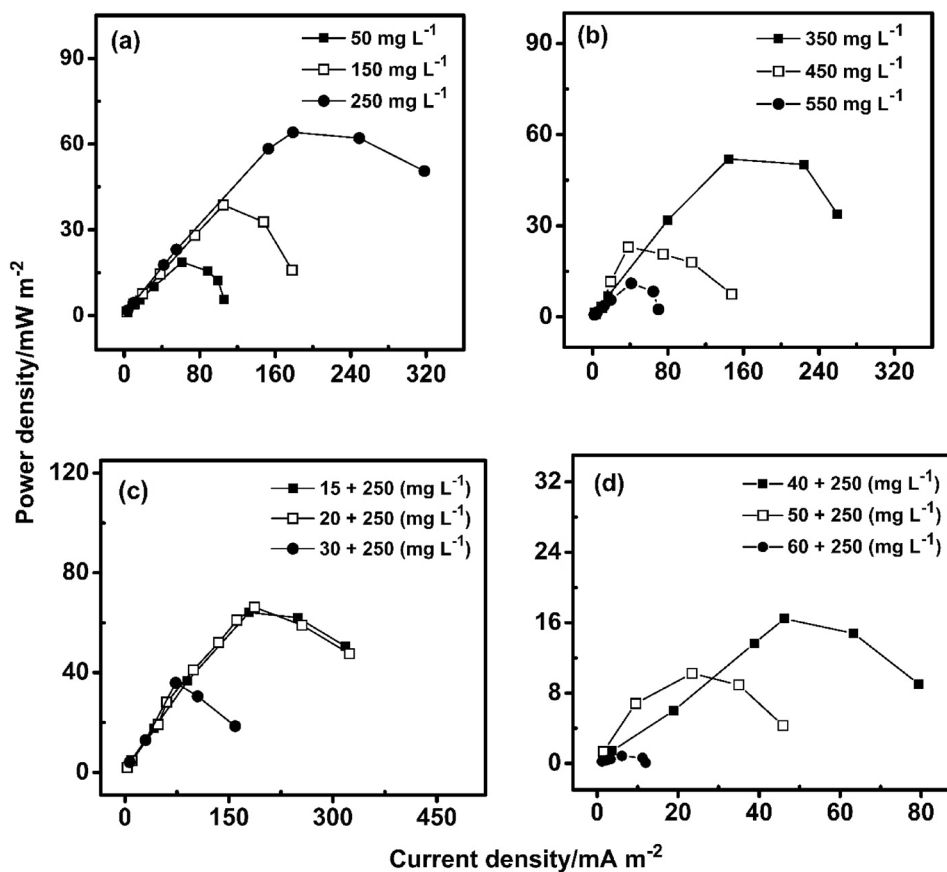 (a)
50 mg L⁻¹
150 mg L⁻¹
250 mg L⁻¹
90
60
30
0
0 80 160 240 320
(b)
350 mg L⁻¹
450 mg L⁻¹
550 mg L⁻¹
90
60
30
0
0 80 160 240 320
Power density/mW m⁻²
(c)
15 + 250 (mg L⁻¹)
20 + 250 (mg L⁻¹)
30 + 250 (mg L⁻¹)
120
80
40
0
0 150 300 450
(d)
40 + 250 (mg L⁻¹)
50 + 250 (mg L⁻¹)
60 + 250 (mg L⁻¹)
32
24
16
8
0
0 20 40 60 80
Current density/mA m⁻²